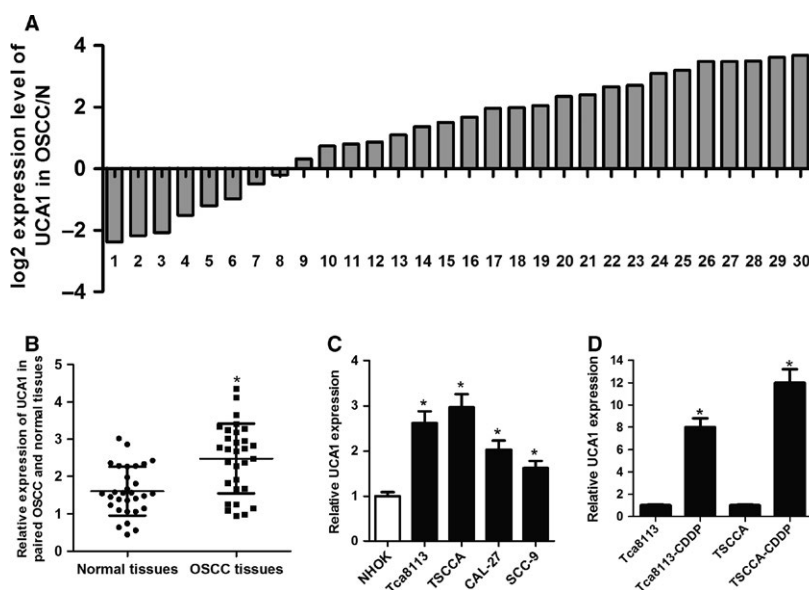 A
log2 expression level of
UCA1 in OSCC/N
4
2
0
−2
−4
1 2 3 4 5 6 7 8 9 10 11 12 13 14 15 16 17 18 19 20 21 22 23 24 25 26 27 28 29 30
B
Relative expression of UCA1 in
paired OSCC and normal tissues
5
4
3
2
1
0
*
Normal tissues OSCC tissues
C
Relative UCA1 expression
4
3
2
1
0
* * * *
NHOK Tca8113 TSCCA CAL-27 SCC-9
D
Relative UCA1 expression
14
12
10
8
6
4
2
0
* *
Tca8113 Tca8113-CDDP TSCCA TSCCA-CDDP